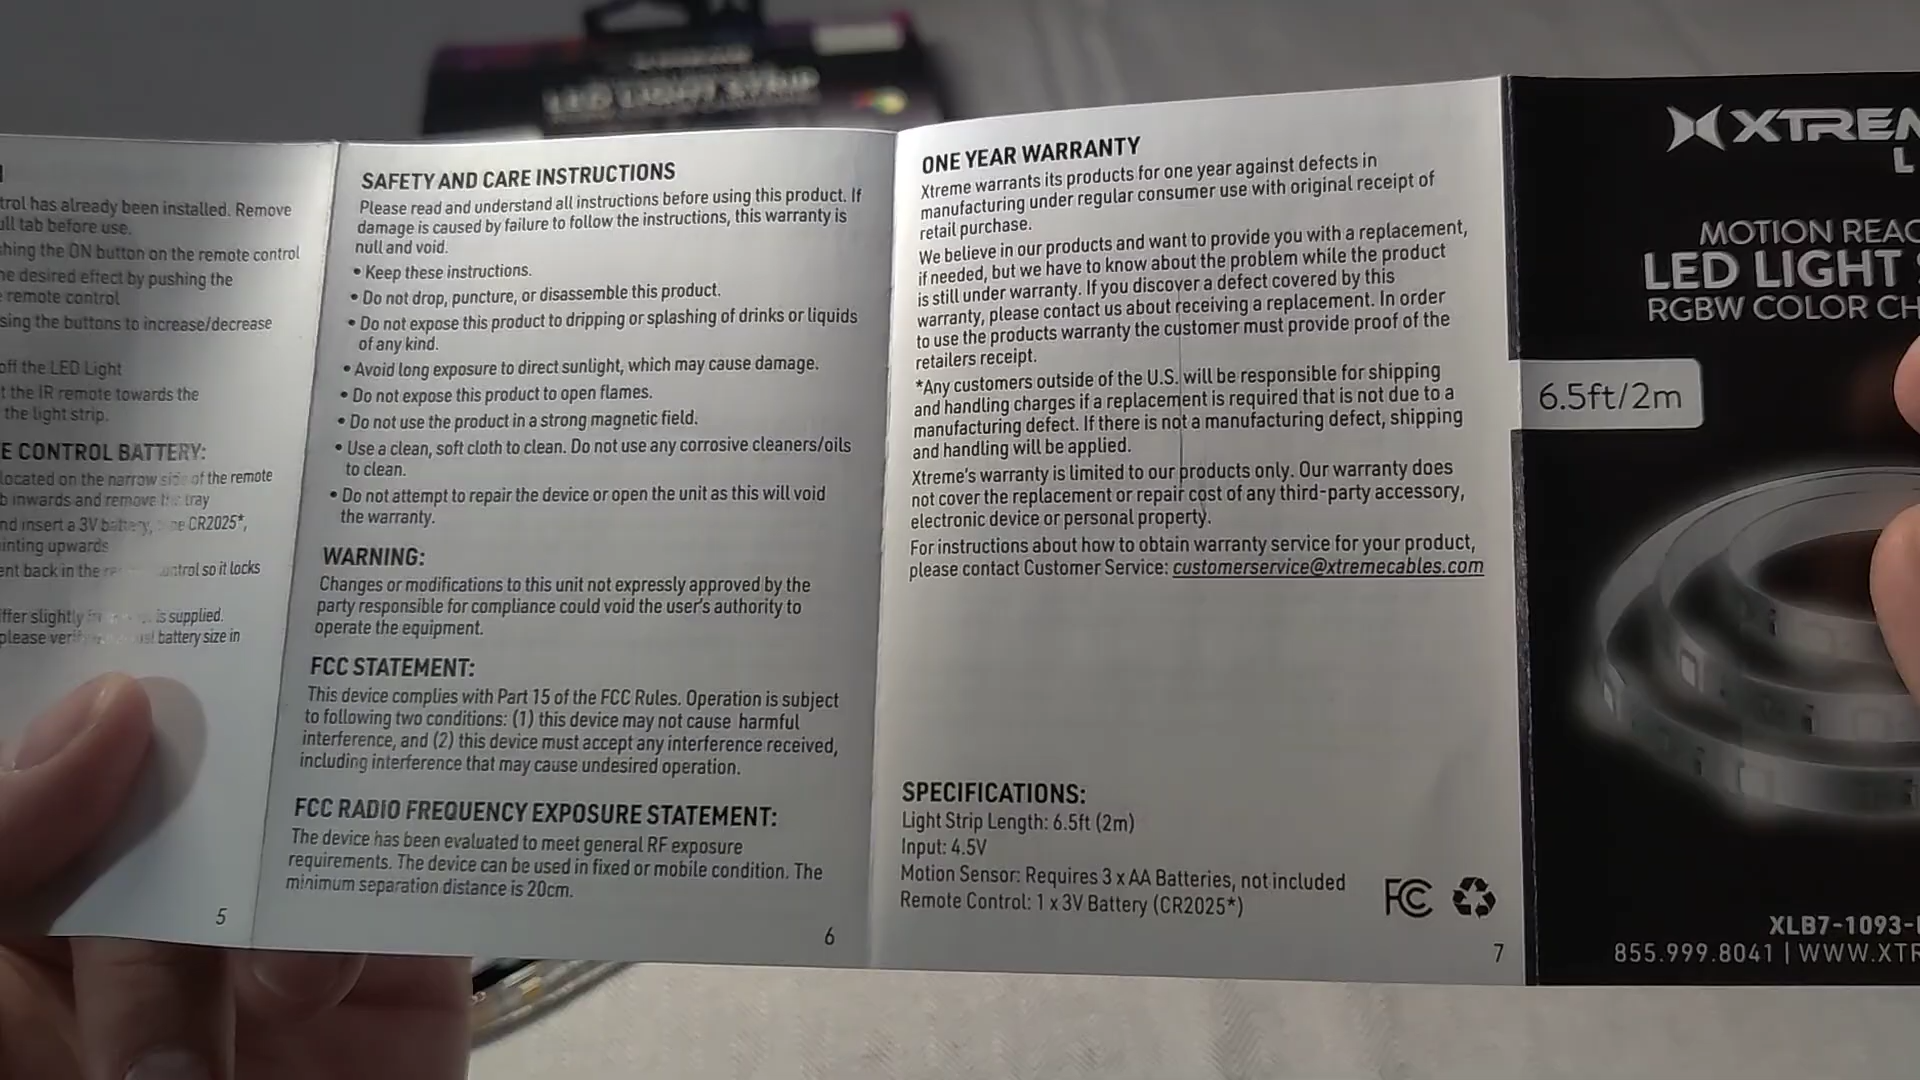 LED LIGHT STRIP
trol has already been installed. Remove
ull tab before use.
hing the ON button on the remote control
ne desired effect by pushing the
remote control
sing the buttons to increase/decrease
off the LED Light
t the IR remote towards the
the light strip.
E CONTROL BATTERY:
located on the narrow side of the remote
b inwards and remove the tray
nd insert a 3V battery, CR2025*,
inting upwards
ent back in the so it locks
ffer slightly is supplied.
please verify battery size in
5
SAFETY AND CARE INSTRUCTIONS
Please read and understand all instructions before using this product. If
damage is caused by failure to follow the instructions, this warranty is
null and void.
• Keep these instructions.
• Do not drop, puncture, or disassemble this product.
• Do not expose this product to dripping or splashing of drinks or liquids
of any kind.
• Avoid long exposure to direct sunlight, which may cause damage.
• Do not expose this product to open flames.
• Do not use the product in a strong magnetic field.
• Use a clean, soft cloth to clean. Do not use any corrosive cleaners/oils
to clean.
• Do not attempt to repair the device or open the unit as this will void
the warranty.
WARNING:
Changes or modifications to this unit not expressly approved by the
party responsible for compliance could void the user's authority to
operate the equipment.
FCC STATEMENT:
This device complies with Part 15 of the FCC Rules. Operation is subject
to following two conditions: (1) this device may not cause harmful
interference, and (2) this device must accept any interference received,
including interference that may cause undesired operation.
FCC RADIO FREQUENCY EXPOSURE STATEMENT:
The device has been evaluated to meet general RF exposure
requirements. The device can be used in fixed or mobile condition. The
minimum separation distance is 20cm.
6
ONE YEAR WARRANTY
Xtreme warrants its products for one year against defects in
manufacturing under regular consumer use with original receipt of
retail purchase.
We believe in our products and want to provide you with a replacement,
if needed, but we have to know about the problem while the product
is still under warranty. If you discover a defect covered by this
warranty, please contact us about receiving a replacement. In order
to use the products warranty the customer must provide proof of the
retailers receipt.
*Any customers outside of the U.S. will be responsible for shipping
and handling charges if a replacement is required that is not due to a
manufacturing defect. If there is not a manufacturing defect, shipping
and handling will be applied.
Xtreme's warranty is limited to our products only. Our warranty does
not cover the replacement or repair cost of any third-party accessory,
electronic device or personal property.
For instructions about how to obtain warranty service for your product,
please contact Customer Service: customerservice@xtremecables.com
SPECIFICATIONS:
Light Strip Length: 6.5ft (2m)
Input: 4.5V
Motion Sensor: Requires 3 x AA Batteries, not included
Remote Control: 1 x 3V Battery (CR2025*)
FC
7
XTREM
L
MOTION REAC
LED LIGHT S
RGBW COLOR CH
6.5ft/2m
XLB7-1093-
855.999.8041 | WWW.XTR